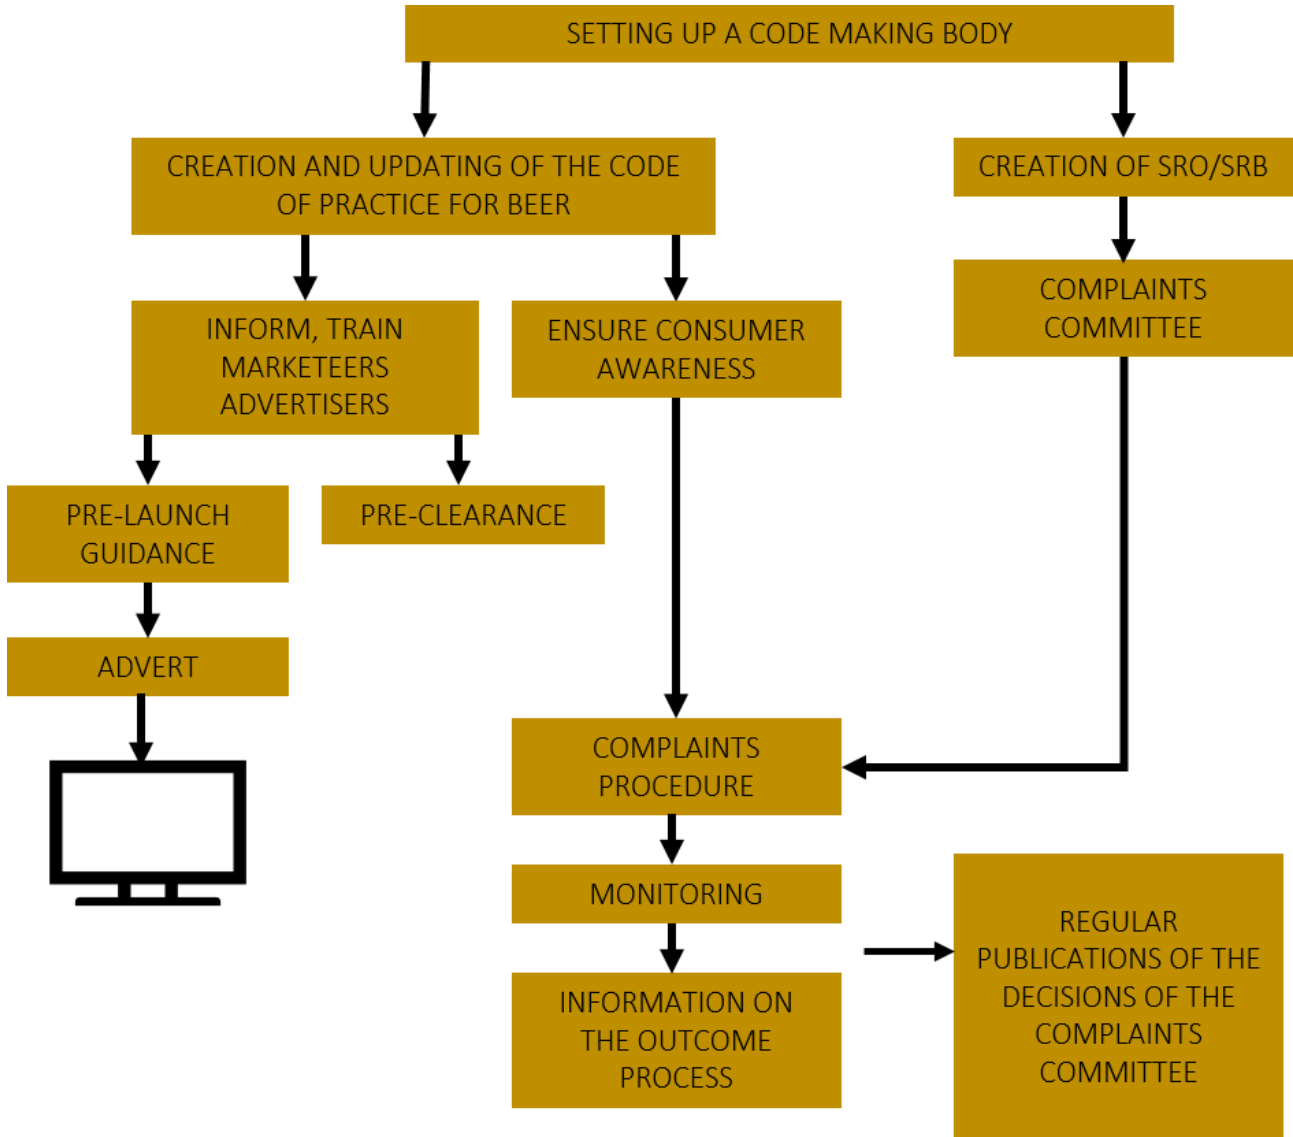 SETTING UP A CODE MAKING BODY
CREATION AND UPDATING OF THE CODE
OF PRACTICE FOR BEER
CREATION OF SRO/SRB
COMPLAINTS
COMMITTEE
INFORM, TRAIN
MARKETEERS
ADVERTISERS
ENSURE CONSUMER
AWARENESS
PRE-LAUNCH
GUIDANCE
PRE-CLEARANCE
ADVERT
COMPLAINTS
PROCEDURE
MONITORING
INFORMATION ON
THE OUTCOME
PROCESS
REGULAR
PUBLICATIONS OF THE
DECISIONS OF THE
COMPLAINTS
COMMITTEE